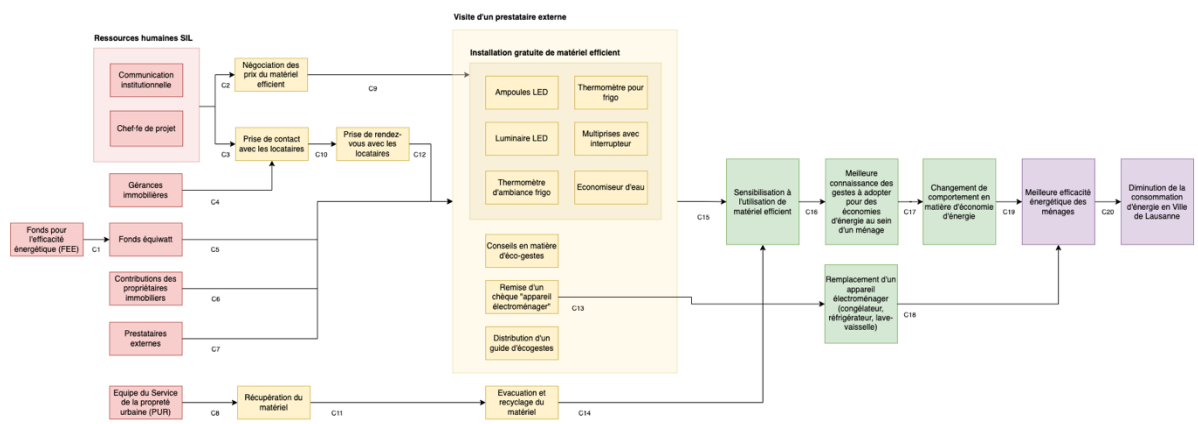 Visite d'un prestataire externe
Ressources humaines SIL
Communication
institutionnelle
Chef·fe de projet
Gérances
immobilières
Fonds pour
l'efficacité
énergétique (FEE)
C1
Fonds équiwatt
Contributions des
propriétaires
immobiliers
Prestataires
externes
Equipe du Service
de la propreté
urbaine (PUR)
C2
Négociation des
prix du matériel
efficient
C9
C3
Prise de contact
avec les locataires
C10
Prise de rendez-
vous avec les
locataires
C12
C4
C5
C6
C7
C8
Récupération du
matériel
C11
Installation gratuite de matériel efficient
Ampoules LED
Thermomètre pour
frigo
Luminaire LED
Multiprises avec
interrupteur
Thermomètre
d'ambiance frigo
Economiseur d'eau
Conseils en matière
d'éco-gestes
Remise d'un
chèque "appareil
électroménager"
C13
Distribution d'un
guide d'écogestes
Evacuation et
recyclage du
matériel
C14
C15
Sensibilisation à
l'utilisation de
matériel efficient
C16
Meilleure
connaissance des
gestes à adopter
pour des
économies
d'énergie au sein
d'un ménage
C17
Changement de
comportement en
matière d'économie
d'énergie
C19
Meilleure efficacité
énergétique des
ménages
C20
Diminution de la
consommation
d'énergie en Ville
de Lausanne
Remplacement d'un
appareil
électroménager
(congélateur,
réfrigérateur, lave-
vaisselle)
C18